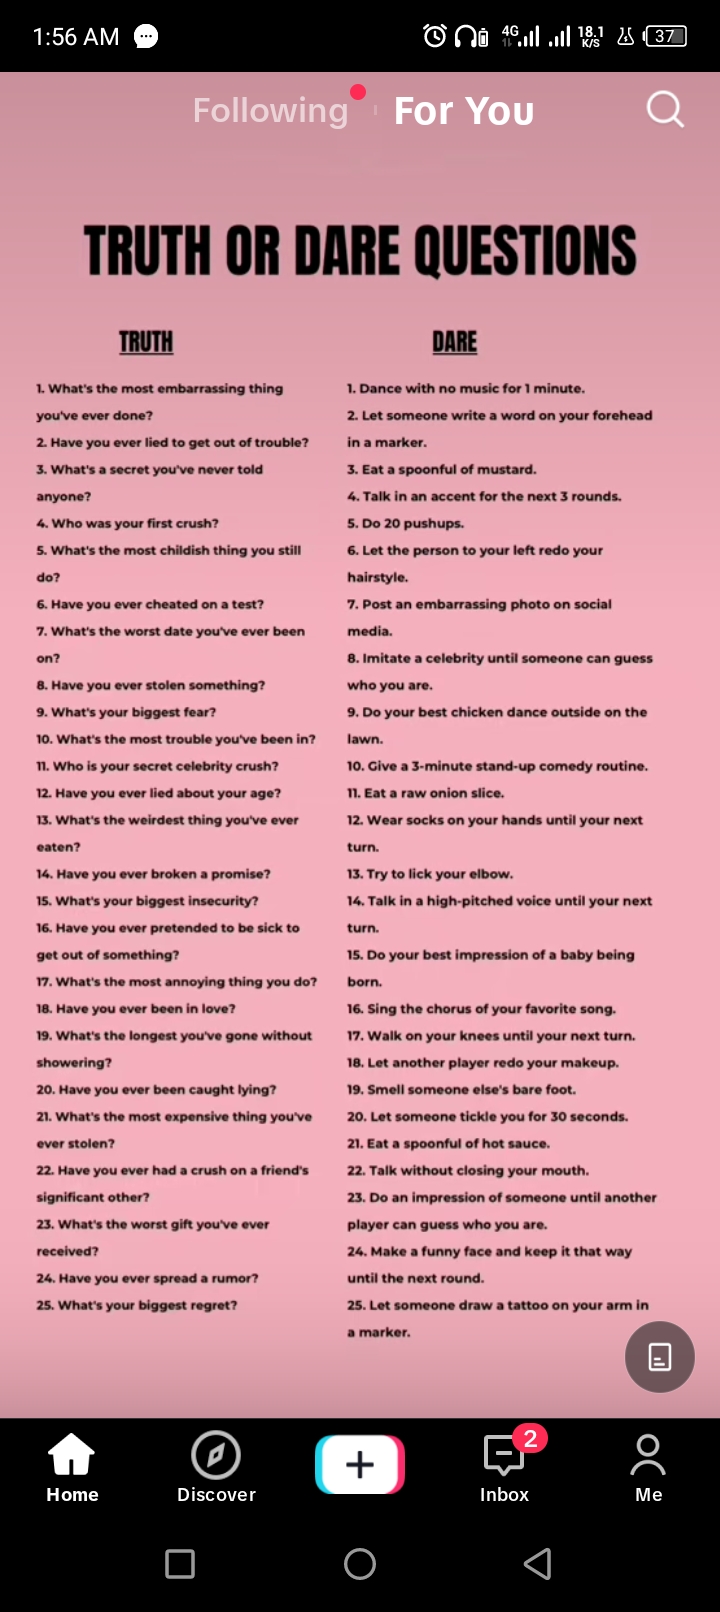 1:56 AM
4G
18.1
K/S
37
Following
For You
TRUTH OR DARE QUESTIONS
TRUTH
1. What's the most embarrassing thing
you've ever done?
2. Have you ever lied to get out of trouble?
3. What's a secret you've never told
anyone?
4. Who was your first crush?
5. What's the most childish thing you still
do?
6. Have you ever cheated on a test?
7. What's the worst date you've ever been
on?
8. Have you ever stolen something?
9. What's your biggest fear?
10. What's the most trouble you've been in?
11. Who is your secret celebrity crush?
12. Have you ever lied about your age?
13. What's the weirdest thing you've ever
eaten?
14. Have you ever broken a promise?
15. What's your biggest insecurity?
16. Have you ever pretended to be sick to
get out of something?
17. What's the most annoying thing you do?
18. Have you ever been in love?
19. What's the longest you've gone without
showering?
20. Have you ever been caught lying?
21. What's the most expensive thing you've
ever stolen?
22. Have you ever had a crush on a friend's
significant other?
23. What's the worst gift you've ever
received?
24. Have you ever spread a rumor?
25. What's your biggest regret?
DARE
1. Dance with no music for 1 minute.
2. Let someone write a word on your forehead
in a marker.
3. Eat a spoonful of mustard.
4. Talk in an accent for the next 3 rounds.
5. Do 20 pushups.
6. Let the person to your left redo your
hairstyle.
7. Post an embarrassing photo on social
media.
8. Imitate a celebrity until someone can guess
who you are.
9. Do your best chicken dance outside on the
lawn.
10. Give a 3-minute stand-up comedy routine.
11. Eat a raw onion slice.
12. Wear socks on your hands until your next
turn.
13. Try to lick your elbow.
14. Talk in a high-pitched voice until your next
turn.
15. Do your best impression of a baby being
born.
16. Sing the chorus of your favorite song.
17. Walk on your knees until your next turn.
18. Let another player redo your makeup.
19. Smell someone else's bare foot.
20. Let someone tickle you for 30 seconds.
21. Eat a spoonful of hot sauce.
22. Talk without closing your mouth.
23. Do an impression of someone until another
player can guess who you are.
24. Make a funny face and keep it that way
until the next round.
25. Let someone draw a tattoo on your arm in
a marker.
2
Home
Discover
Inbox
Me